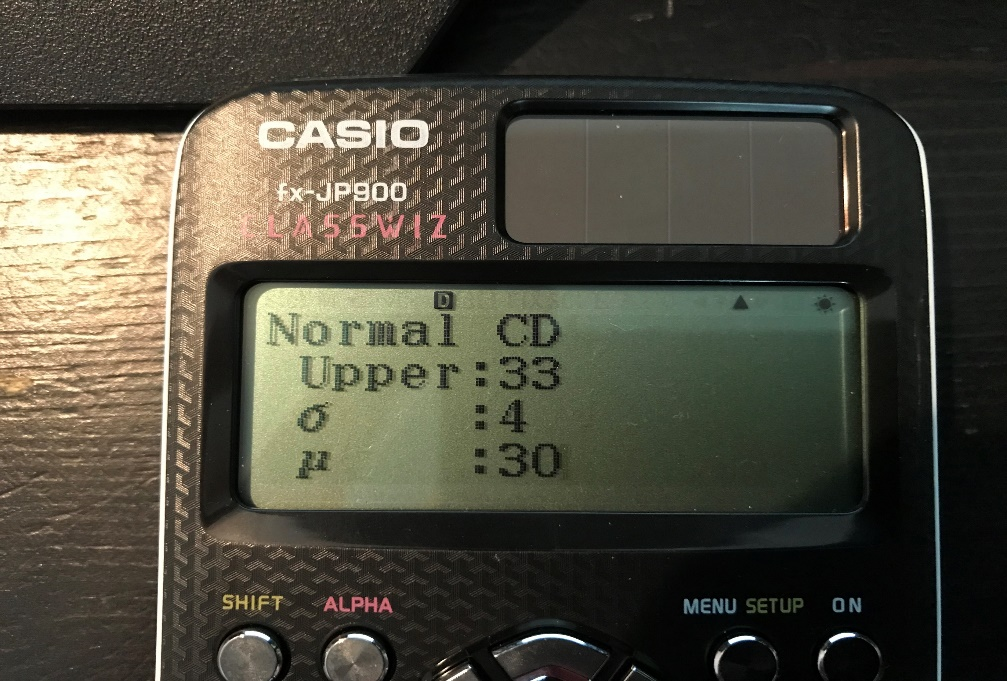 CASIO
fx-JP900
CLASSWIZ
D
Normal CD
Upper:33
σ :4
μ :30
SHIFT ALPHA MENU SETUP ON